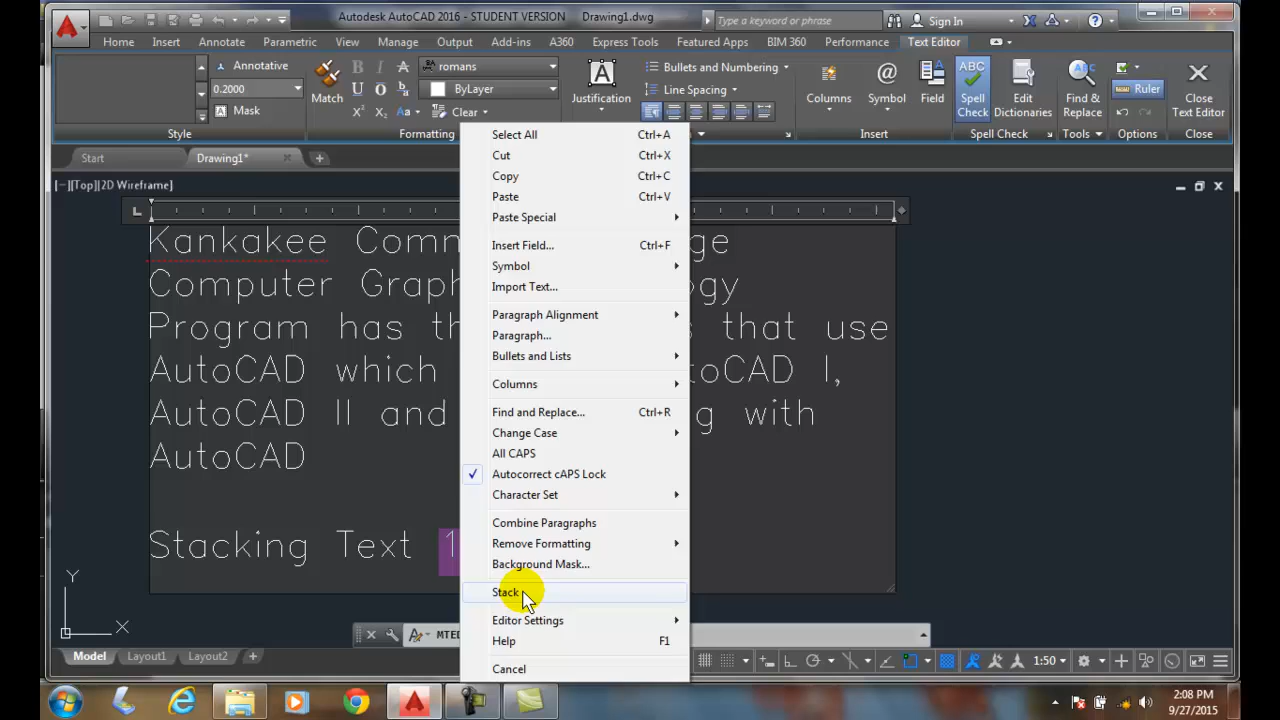 Autodesk AutoCAD 2016 - STUDENT VERSION Drawing1.dwg
Type a keyword or phrase
Sign In
Home Insert Annotate Parametric View Manage Output Add-ins A360 Express Tools Featured Apps BIM 360 Performance Text Editor
Annotative
0.2000
Mask
Style
Match
romans
ByLayer
Clear
Formatting
Justification
Bullets and Numbering
Line Spacing
Columns
Symbol
Field
Insert
ABC
Spell Check
Edit Dictionaries
Spell Check
Find & Replace
Tools
Ruler
Options
Close Text Editor
Close
Start
Drawing1*
[−][Top][2D Wireframe]
Select All Ctrl+A
Cut Ctrl+X
Copy Ctrl+C
Paste Ctrl+V
Paste Special
Insert Field... Ctrl+F
Symbol
Import Text...
Paragraph Alignment
Paragraph...
Bullets and Lists
Columns
Find and Replace... Ctrl+R
Change Case
All CAPS
Autocorrect cAPS Lock
Character Set
Combine Paragraphs
Remove Formatting
Background Mask...
Stack
Editor Settings
Help F1
Cancel
Kankakee Comm ge
Computer Graph ogy
Program has th s that use
AutoCAD which toCAD I,
AutoCAD II and g with
AutoCAD
Stacking Text 1
Y
X
MTED
Model Layout1 Layout2
1:50
2:08 PM
9/27/2015